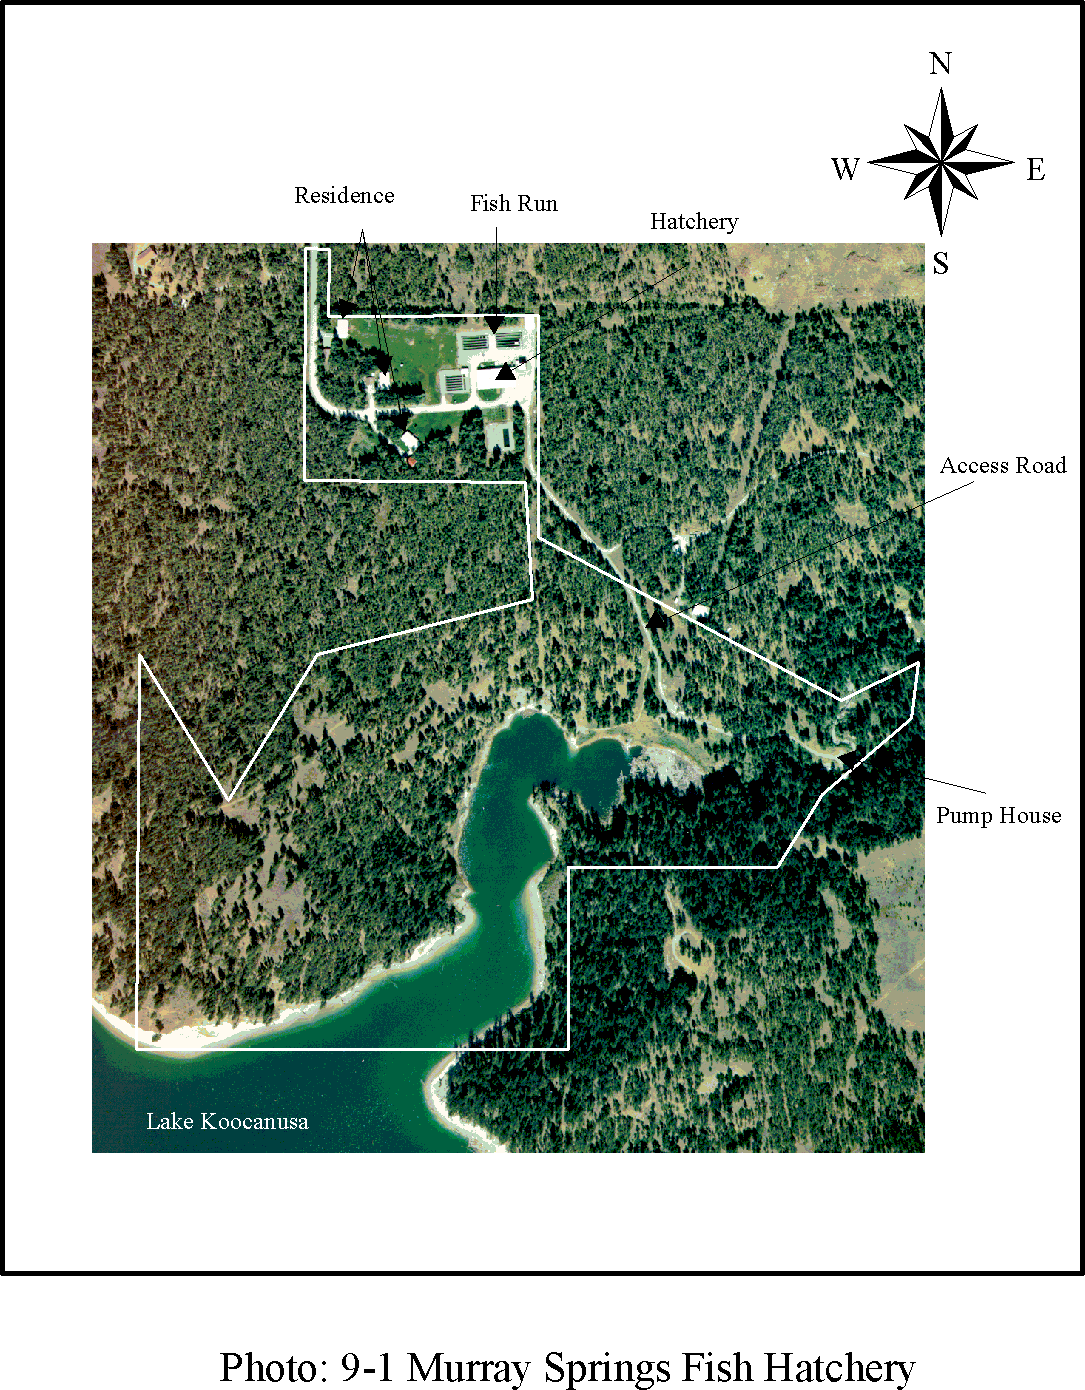 N
W
E
S
Residence
Fish Run
Hatchery
Access Road
Pump House
Lake Koocanusa
Photo: 9-1 Murray Springs Fish Hatchery